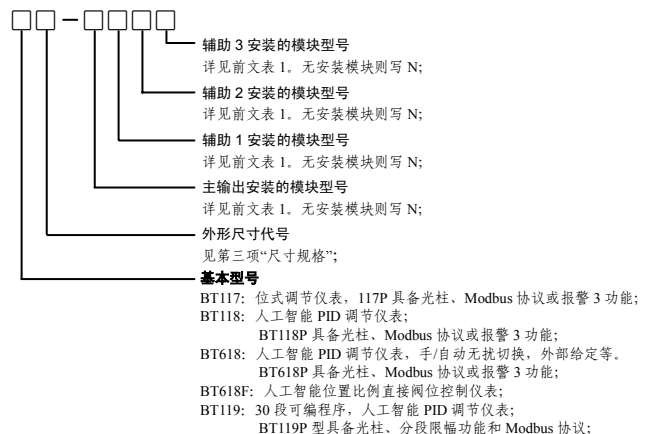 □□－□□□□
辅助 3 安装的模块型号
详见前文表 1。无安装模块则写 N;
辅助 2 安装的模块型号
详见前文表 1。无安装模块则写 N;
辅助 1 安装的模块型号
详见前文表 1。无安装模块则写 N;
主输出安装的模块型号
详见前文表 1。无安装模块则写 N;
外形尺寸代号
见第三项“尺寸规格”;
基本型号
BT117: 位式调节仪表，117P 具备光柱、Modbus 协议或报警 3 功能;
BT118: 人工智能 PID 调节仪表;
BT118P 具备光柱、Modbus 协议或报警 3 功能;
BT618: 人工智能 PID 调节仪表，手/自动无扰切换，外部给定等。
BT618P 具备光柱、Modbus 协议或报警 3 功能;
BT618F: 人工智能位置比例直接阀位控制仪表;
BT119: 30 段可编程序，人工智能 PID 调节仪表;
BT119P 型具备光柱、分段限幅功能和 Modbus 协议;